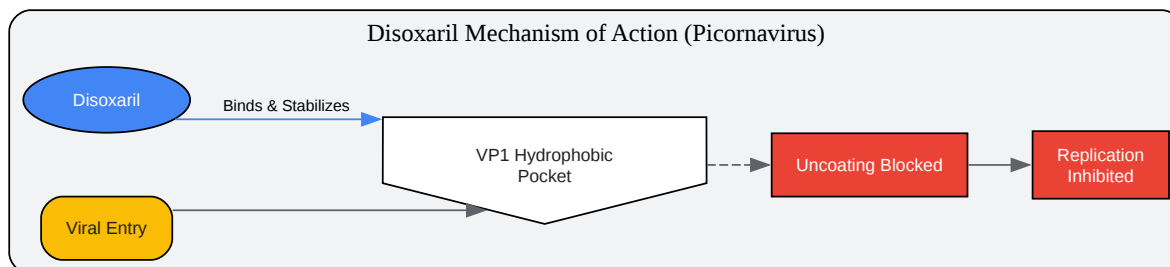 Disoxaril Mechanism of Action (Picornavirus)
Disoxaril
Binds & Stabilizes
VP1 Hydrophobic
Pocket
Uncoating Blocked
Replication
Inhibited
Viral Entry